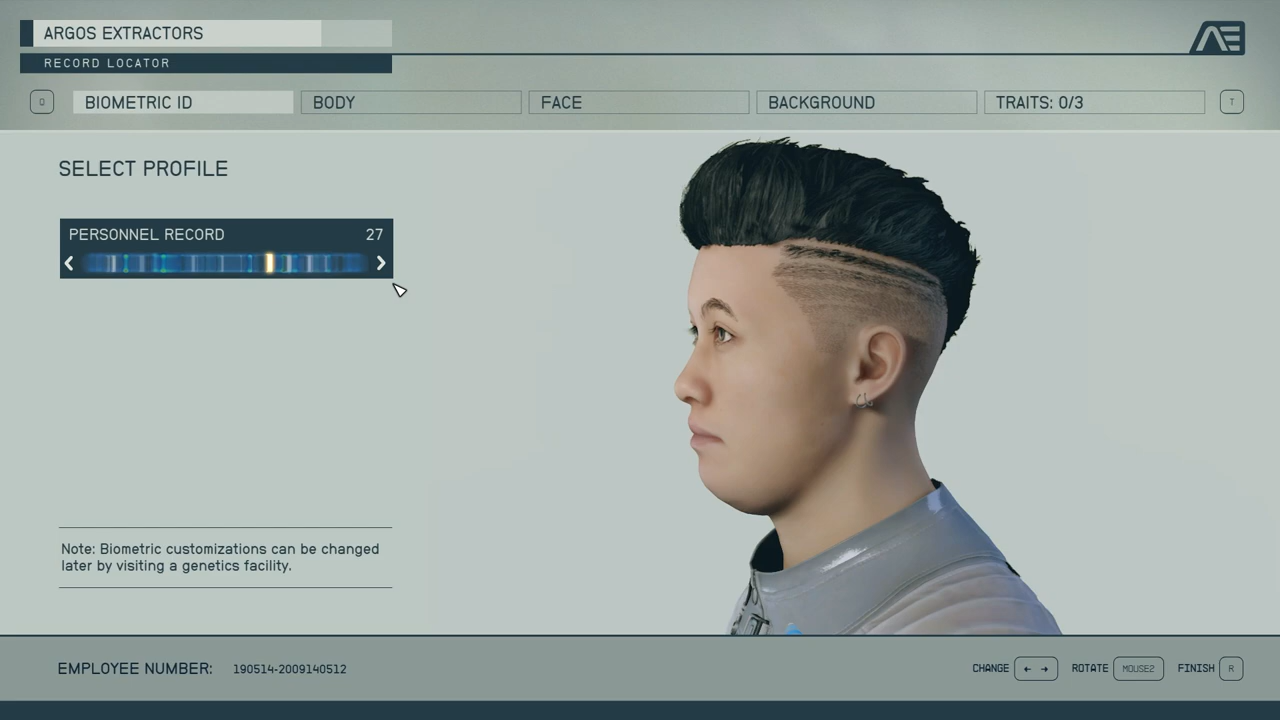 ARGOS EXTRACTORS
AE
RECORD LOCATOR
Q
BIOMETRIC ID
BODY
FACE
BACKGROUND
TRAITS: 0/3
T
SELECT PROFILE
PERSONNEL RECORD 27
Note: Biometric customizations can be changed
later by visiting a genetics facility.
EMPLOYEE NUMBER: 190514-2009140512
CHANGE
ROTATE MOUSE2
FINISH R